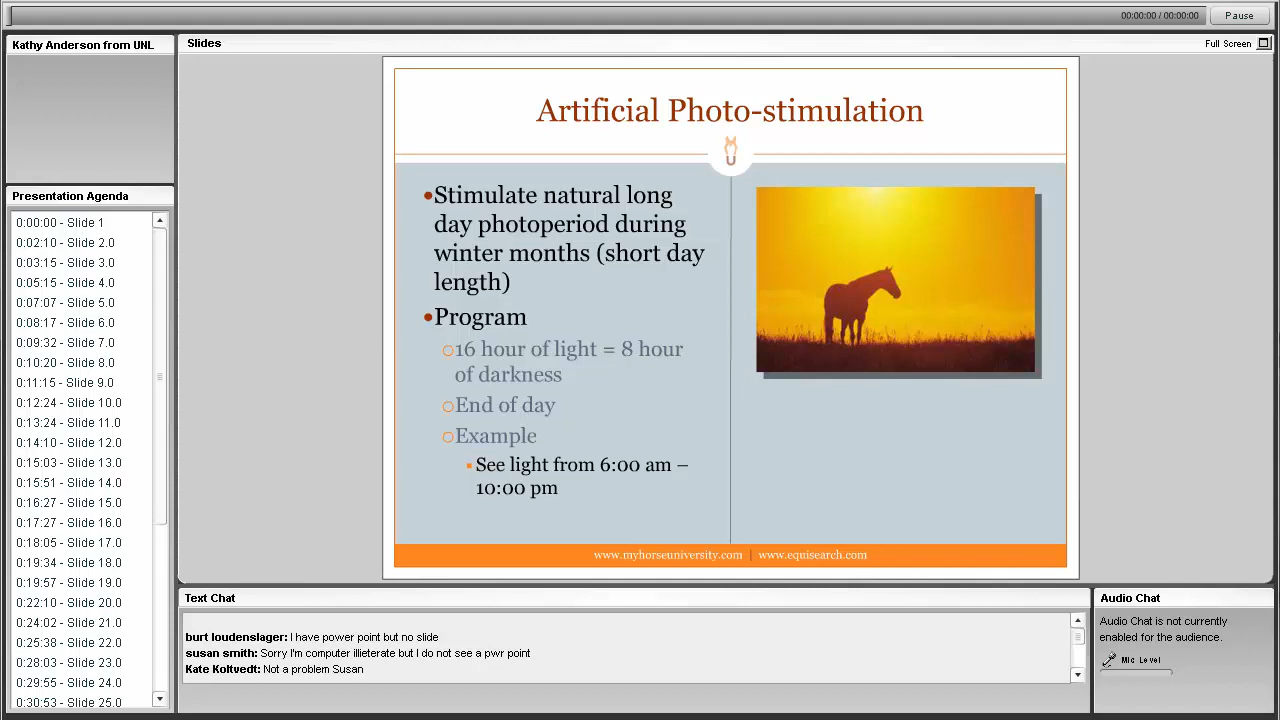 00:00:00 / 00:00:00
Pause
Kathy Anderson from UNL
Slides
Full Screen
Artificial Photo-stimulation
•Stimulate natural long
day photoperiod during
winter months (short day
length)
•Program
○16 hour of light = 8 hour
of darkness
○End of day
○Example
▪See light from 6:00 am –
10:00 pm
www.myhorseuniversity.com | www.equisearch.com
Presentation Agenda
0:00:00 - Slide 1
0:02:10 - Slide 2.0
0:03:15 - Slide 3.0
0:05:15 - Slide 4.0
0:07:07 - Slide 5.0
0:08:17 - Slide 6.0
0:09:32 - Slide 7.0
0:10:20 - Slide 8.0
0:11:15 - Slide 9.0
0:12:24 - Slide 10.0
0:13:24 - Slide 11.0
0:14:10 - Slide 12.0
0:15:03 - Slide 13.0
0:15:51 - Slide 14.0
0:16:27 - Slide 15.0
0:17:27 - Slide 16.0
0:18:05 - Slide 17.0
0:19:34 - Slide 18.0
0:19:57 - Slide 19.0
0:22:10 - Slide 20.0
0:24:02 - Slide 21.0
0:25:38 - Slide 22.0
0:28:03 - Slide 23.0
0:29:55 - Slide 24.0
0:30:53 - Slide 25.0
Text Chat
burt loudenslager: I have power point but no slide
susan smith: Sorry I'm computer illieterate but I do not see a pwr point
Kate Koltvedt: Not a problem Susan
Audio Chat
Audio Chat is not currently
enabled for the audience.
Mic Level